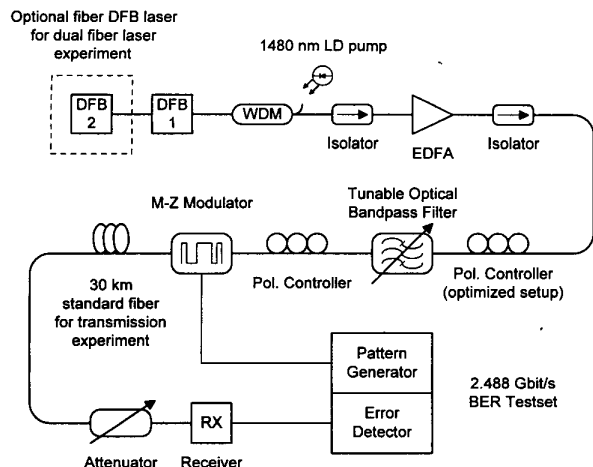 Optional fiber DFB laser
for dual fiber laser
experiment
1480 nm LD pump
DFB
2
DFB
1
WDM
Isolator
EDFA
Isolator
M-Z Modulator
Tunable Optical
Bandpass Filter
30 km
standard fiber
for transmission
experiment
Pol. Controller
Pol. Controller
(optimized setup)
Pattern
Generator
Error
Detector
2.488 Gbit/s
BER Testset
RX
Attenuator
Receiver